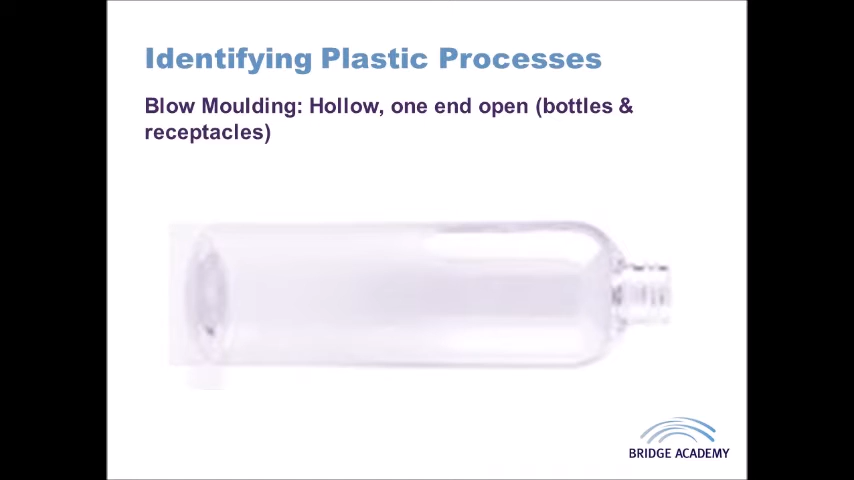 Identifying Plastic Processes
Blow Moulding: Hollow, one end open (bottles &
receptacles)
BRIDGE ACADEMY